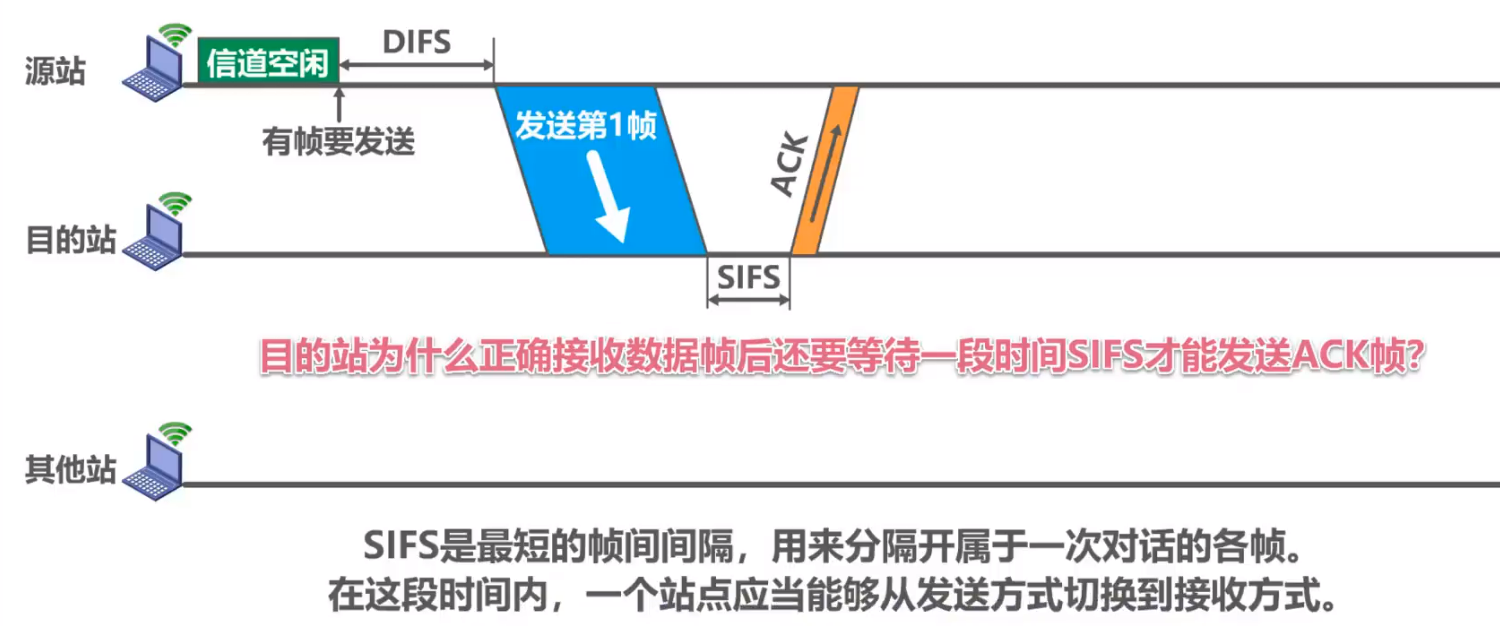 源站
信道空闲
DIFS
有帧要发送
发送第1帧
ACK
目的站
SIFS
目的站为什么正确接收数据帧后还要等待一段时间SIFS才能发送ACK帧?
其他站
SIFS是最短的帧间间隔，用来分隔开属于一次对话的各帧。
在这段时间内，一个站点应当能够从发送方式切换到接收方式。